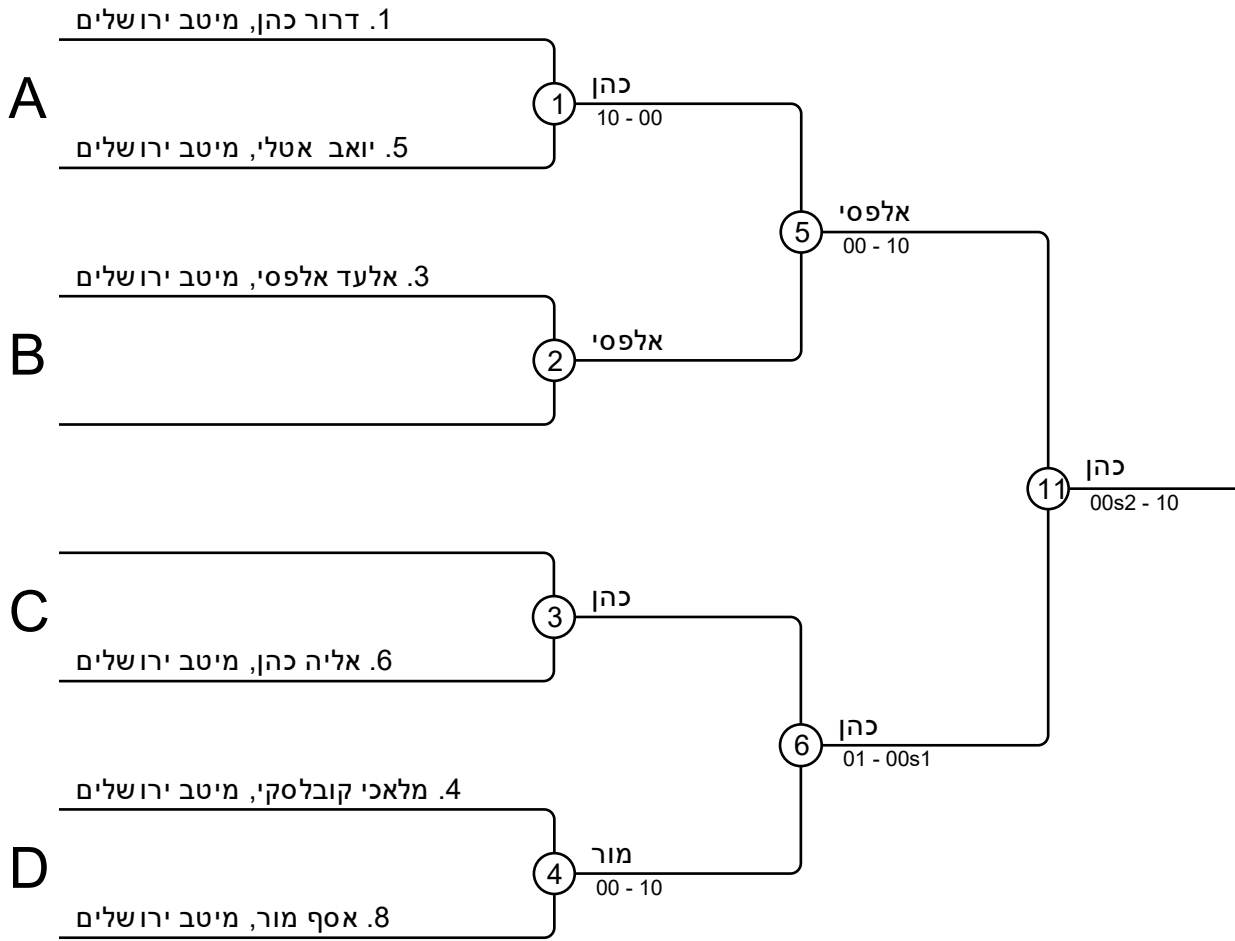 1. דרור כהן, מיטב ירושלים
A
1
כהן
10 - 00
5. יואב אטלי, מיטב ירושלים
5
אלפסי
00 - 10
3. אלעד אלפסי, מיטב ירושלים
B
2
אלפסי
11
כהן
00s2 - 10
C
3
כהן
6. אליה כהן, מיטב ירושלים
6
כהן
01 - 00s1
4. מלאכי קובלסקי, מיטב ירושלים
D
4
מור
00 - 10
8. אסף מור, מיטב ירושלים